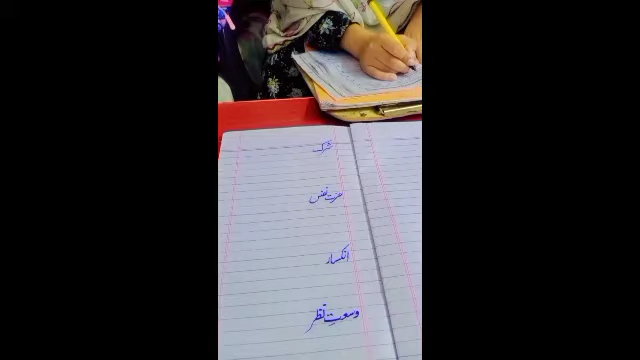 عزت نفس
انکسار
وسعتِ نظر